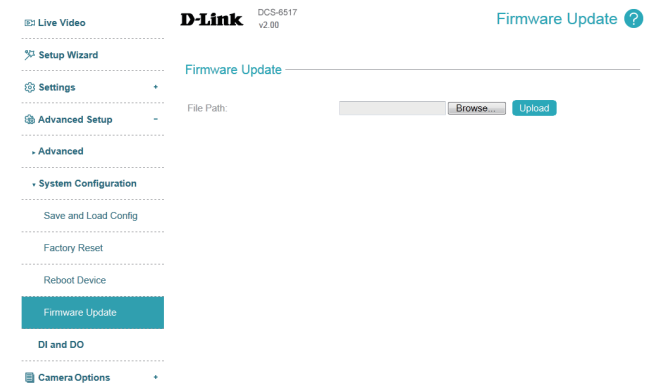 Live Video
Setup Wizard
Settings +
Advanced Setup -
Advanced
System Configuration
Save and Load Config
Factory Reset
Reboot Device
Firmware Update
DI and DO
Camera Options +
D-Link DCS-6517
v2.00
Firmware Update ?
Firmware Update
File Path: Browse... Upload